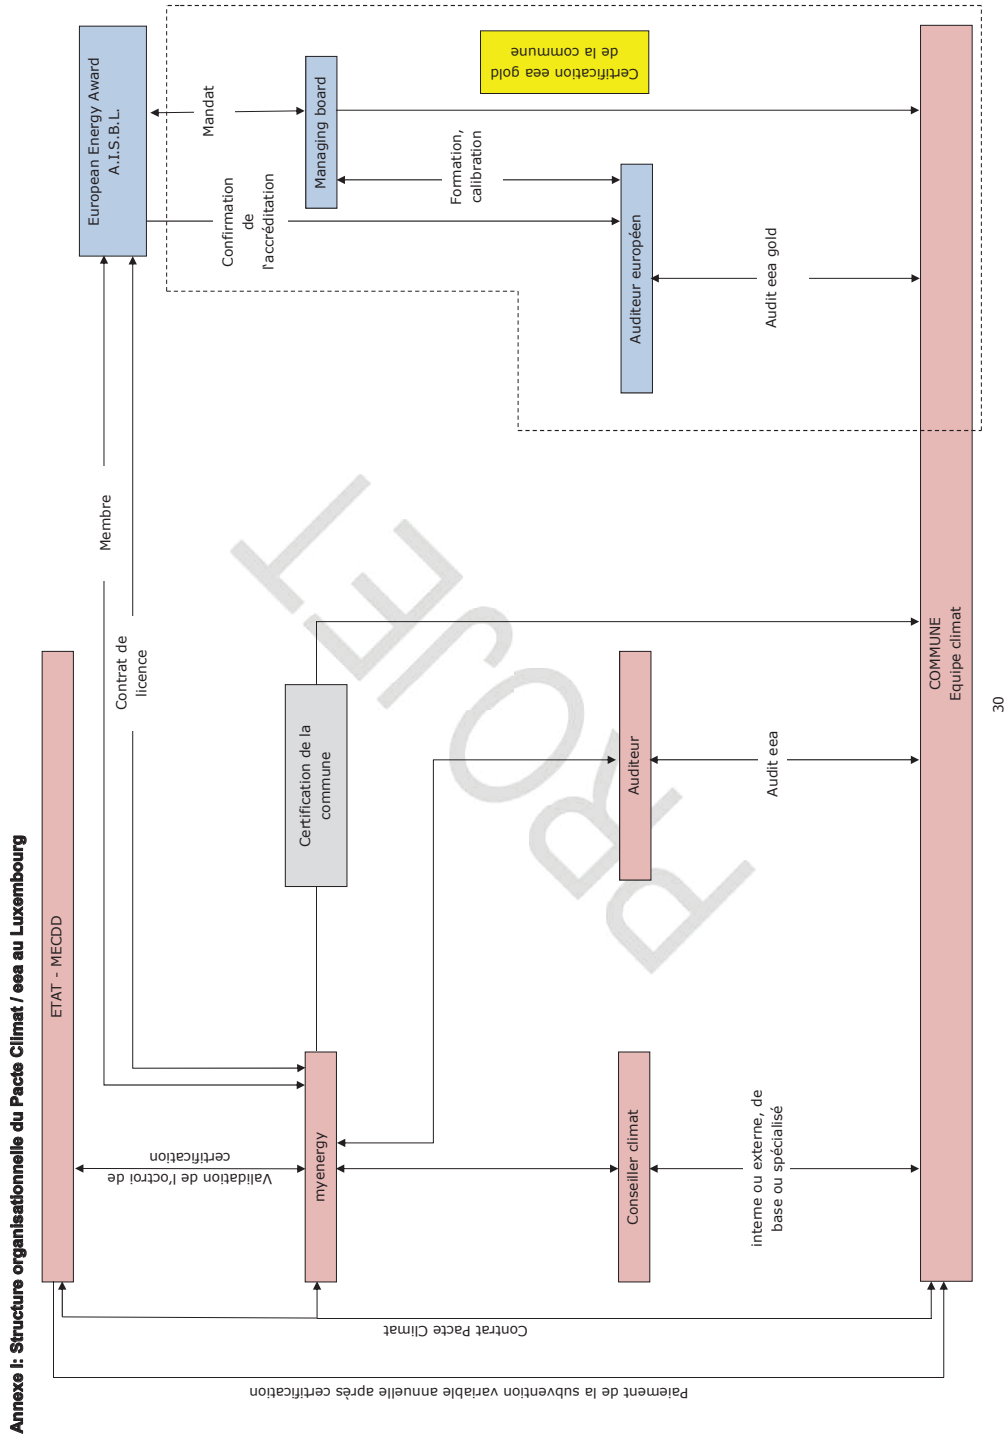 Annexe I: Structure organisationnelle du Pacte Climat / eea au Luxembourg
ETAT - MECDD
European Energy Award
A.I.S.B.L.
Membre
Contrat de
licence
Mandat
Validation de l'octroi de
certification
Confirmation
de
l'accréditation
myenergy
Certification de la
commune
Managing board
Contrat Pacte Climat
Formation,
calibration
Certification eea gold
de la commune
Conseiller climat
Auditeur
Auditeur européen
interne ou externe, de
base ou spécialisé
Audit eea
Audit eea gold
COMMUNE
Equipe climat
Paiement de la subvention variable annuelle après certification
PROJET
30